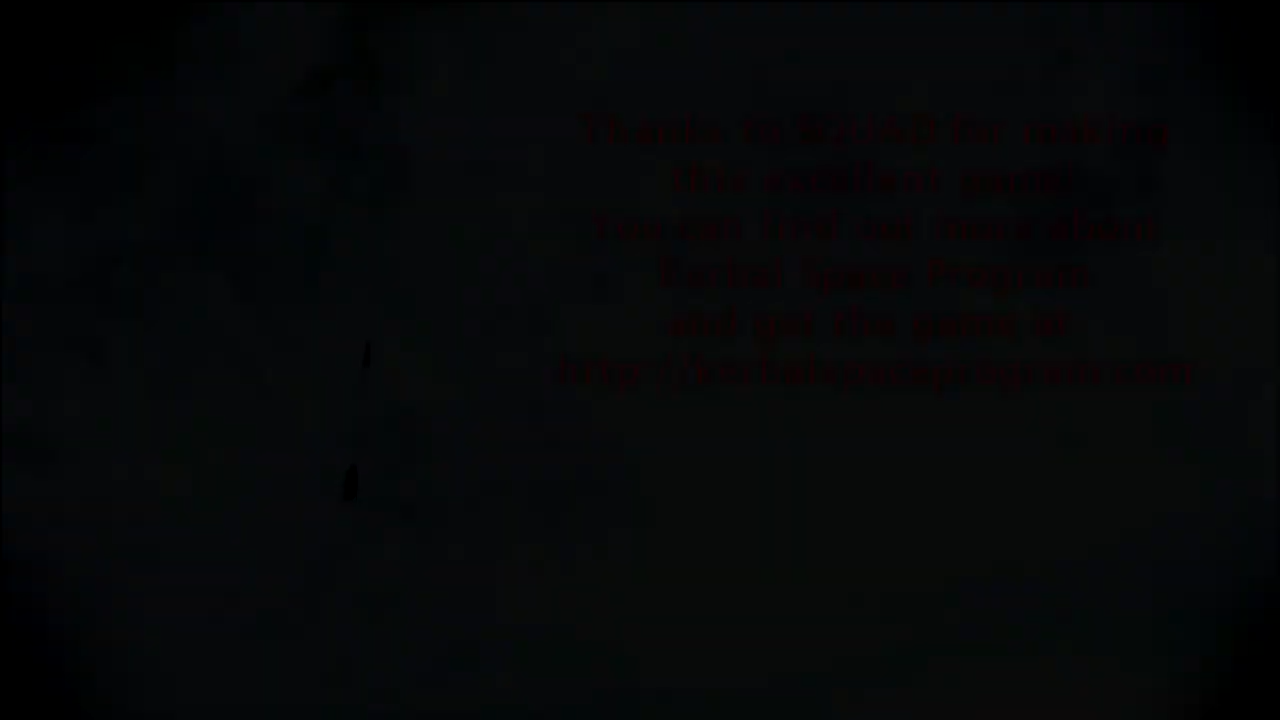 Thanks to for making
this excellent game!
You can find out more about
Kerbal Space Program
and get the game at
http://kerbalspaceprogram.com